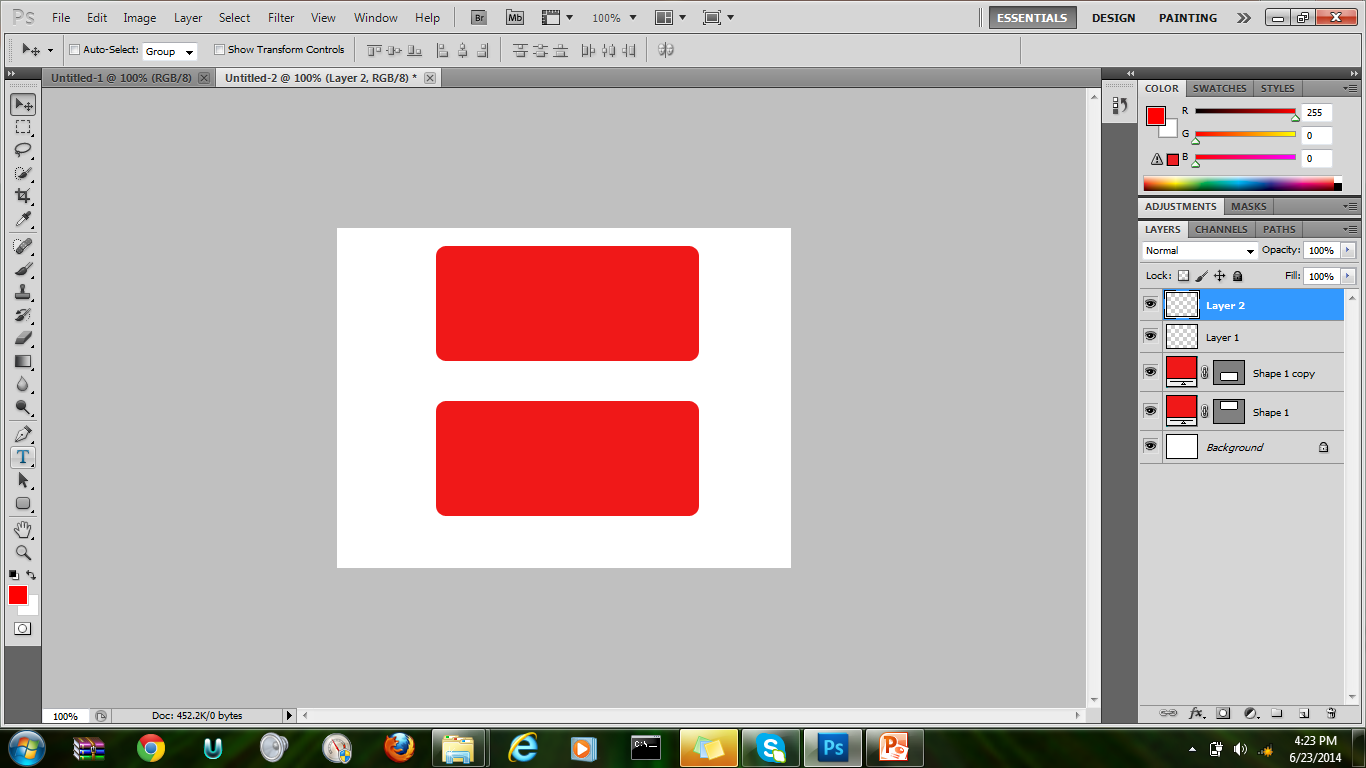 Ps File Edit Image Layer Select Filter View Window Help Br Mb 100% ESSENTIALS DESIGN PAINTING
Auto-Select: Group Show Transform Controls
Untitled-1 @ 100% (RGB/8) Untitled-2 @ 100% (Layer 2, RGB/8) *
COLOR SWATCHES STYLES
R 255
G 0
B 0
ADJUSTMENTS MASKS
LAYERS CHANNELS PATHS
Normal Opacity: 100%
Lock: Fill: 100%
Layer 2
Layer 1
Shape 1 copy
Shape 1
Background
T
100% Doc: 452.2K/0 bytes
fx
C:\_
Ps
4:23 PM
6/23/2014